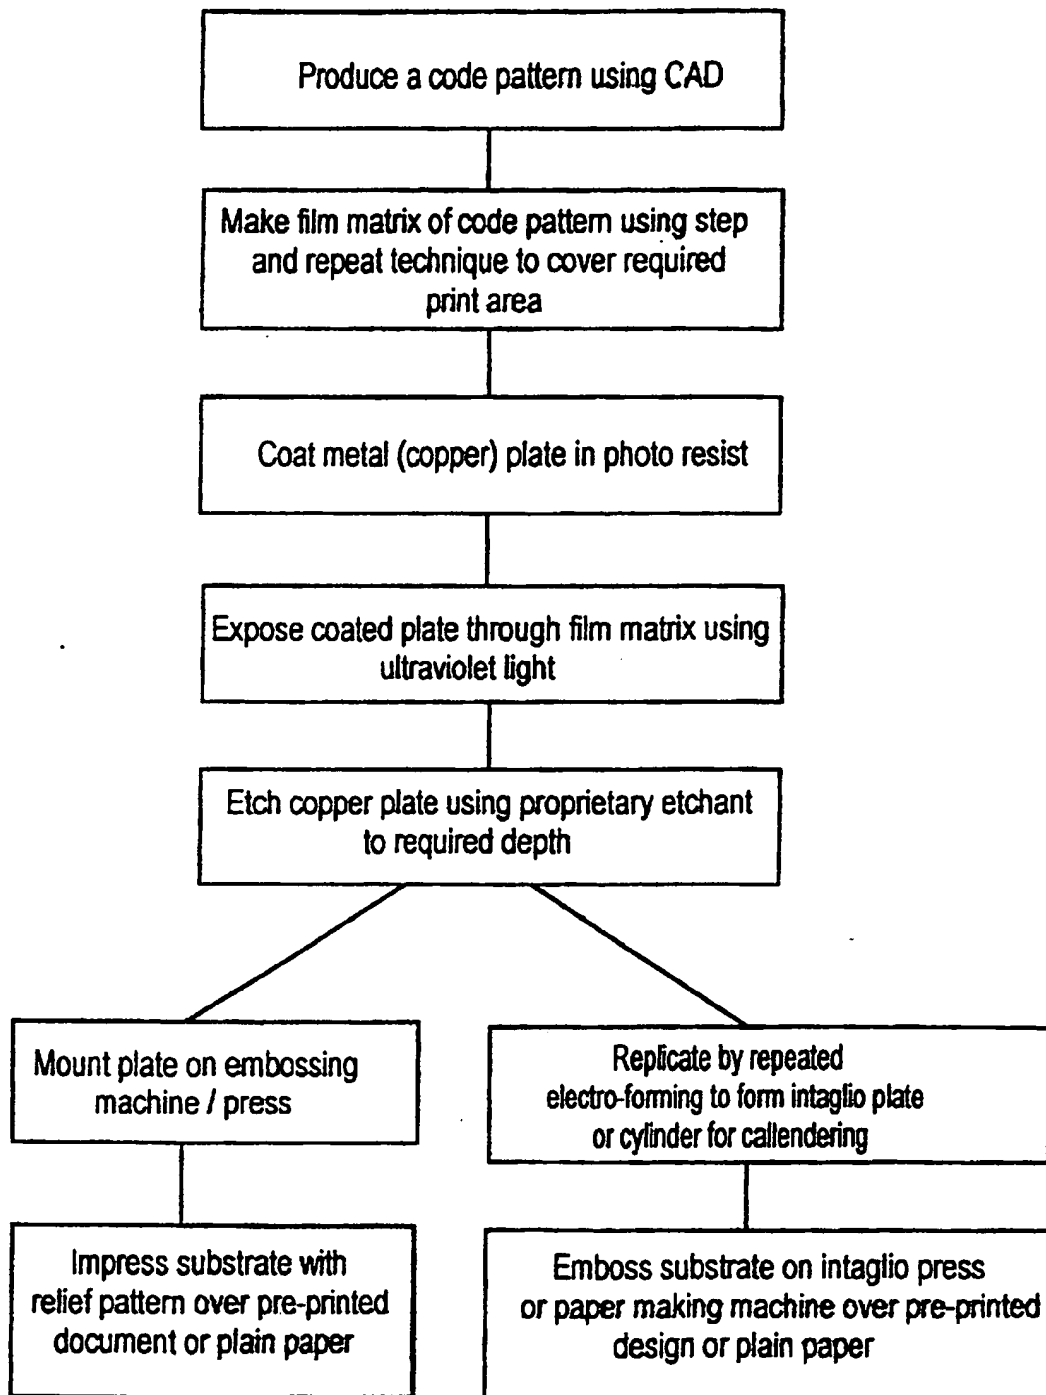 Produce a code pattern using CAD
Make film matrix of code pattern using step
and repeat technique to cover required
print area
Coat metal (copper) plate in photo resist
Expose coated plate through film matrix using
ultraviolet light
Etch copper plate using proprietary etchant
to required depth
Mount plate on embossing
machine / press
Replicate by repeated
electro-forming to form intaglio plate
or cylinder for callendering
Impress substrate with
relief pattern over pre-printed
document or plain paper
Emboss substrate on intaglio press
or paper making machine over pre-printed
design or plain paper